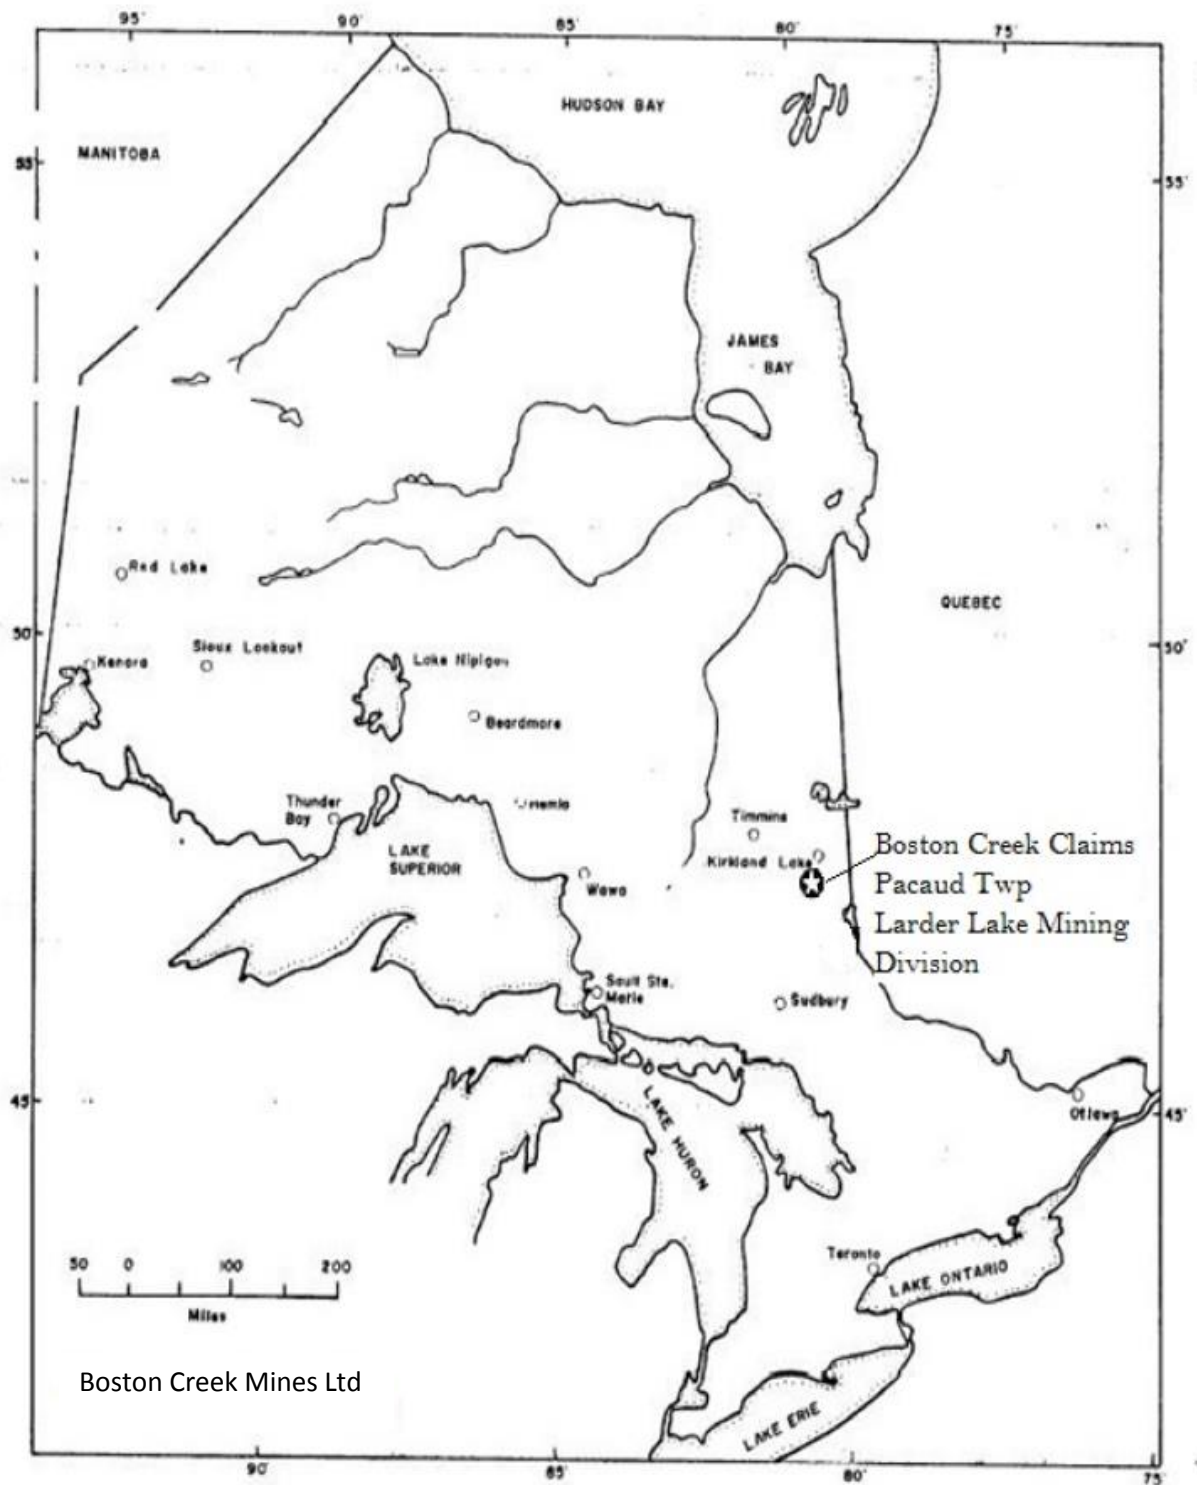 95° 90° 85° 80° 75°
HUDSON BAY
MANITOBA
55° 55°
JAMES
BAY
Red Lake
QUEBEC
50° 50°
Sioux Lookout
Kenora
Lake Nipigon
Beardmore
Thunder
Bay
Hemlo
Timmins
LAKE
SUPERIOR
Kirkland Lake
Boston Creek Claims
Pacaud Twp
Larder Lake Mining
Division
Wawa
Sault Ste.
Marie
Sudbury
45° 45°
Ottawa
LAKE HURON
Toronto
LAKE ONTARIO
50 0 100 200
Miles
Boston Creek Mines Ltd
LAKE ERIE
90° 85° 80° 75°